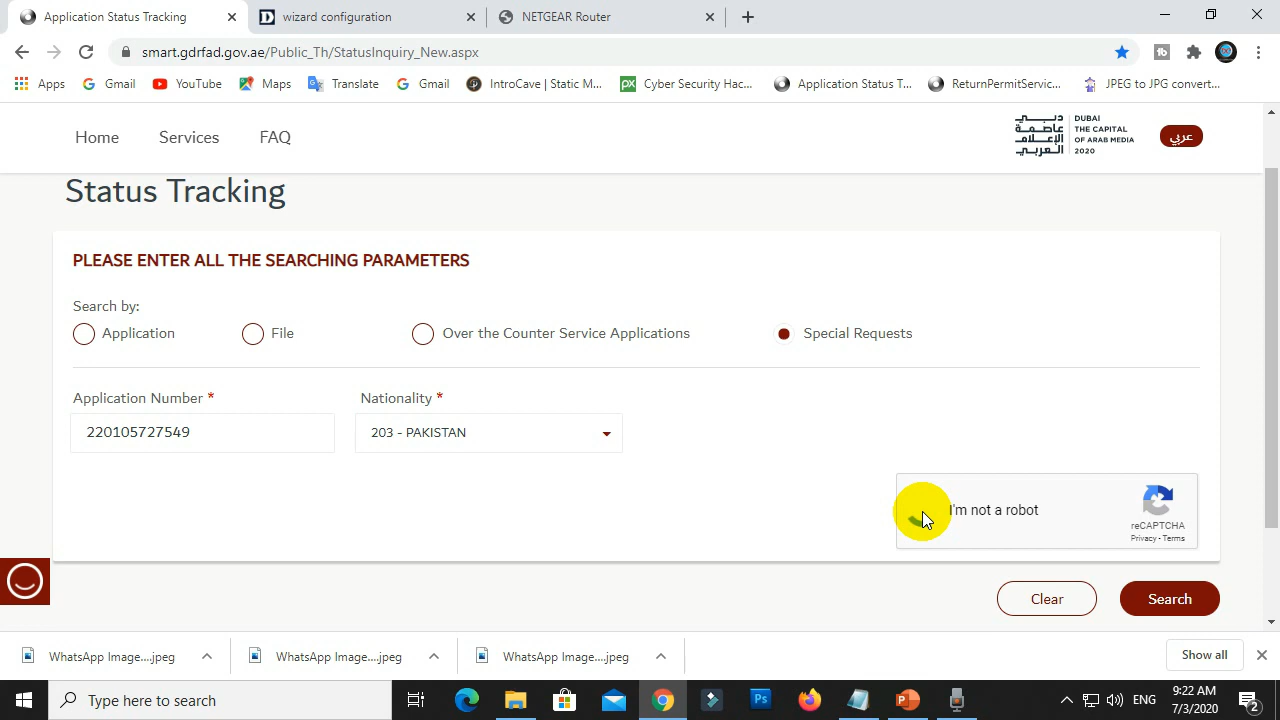 Application Status Tracking
wizard configuration
NETGEAR Router
smart.gdrfad.gov.ae/Public_Th/StatusInquiry_New.aspx
Apps Gmail YouTube Maps Translate Gmail IntroCave | Static M... Cyber Security Hac... Application Status T... ReturnPermitServic... JPEG to JPG convert...
Home Services FAQ
دبـــــــي
عاصمة
الإعـــلام
العــربي
DUBAI
THE CAPITAL
OF ARAB MEDIA
2020
عربي
Status Tracking
PLEASE ENTER ALL THE SEARCHING PARAMETERS
Search by:
Application File Over the Counter Service Applications Special Requests
Application Number * Nationality *
220105727549 203 - PAKISTAN
I'm not a robot
reCAPTCHA
Privacy - Terms
Clear Search
WhatsApp Image....jpeg WhatsApp Image....jpeg WhatsApp Image....jpeg Show all
Type here to search
ENG
9:22 AM
7/3/2020
2